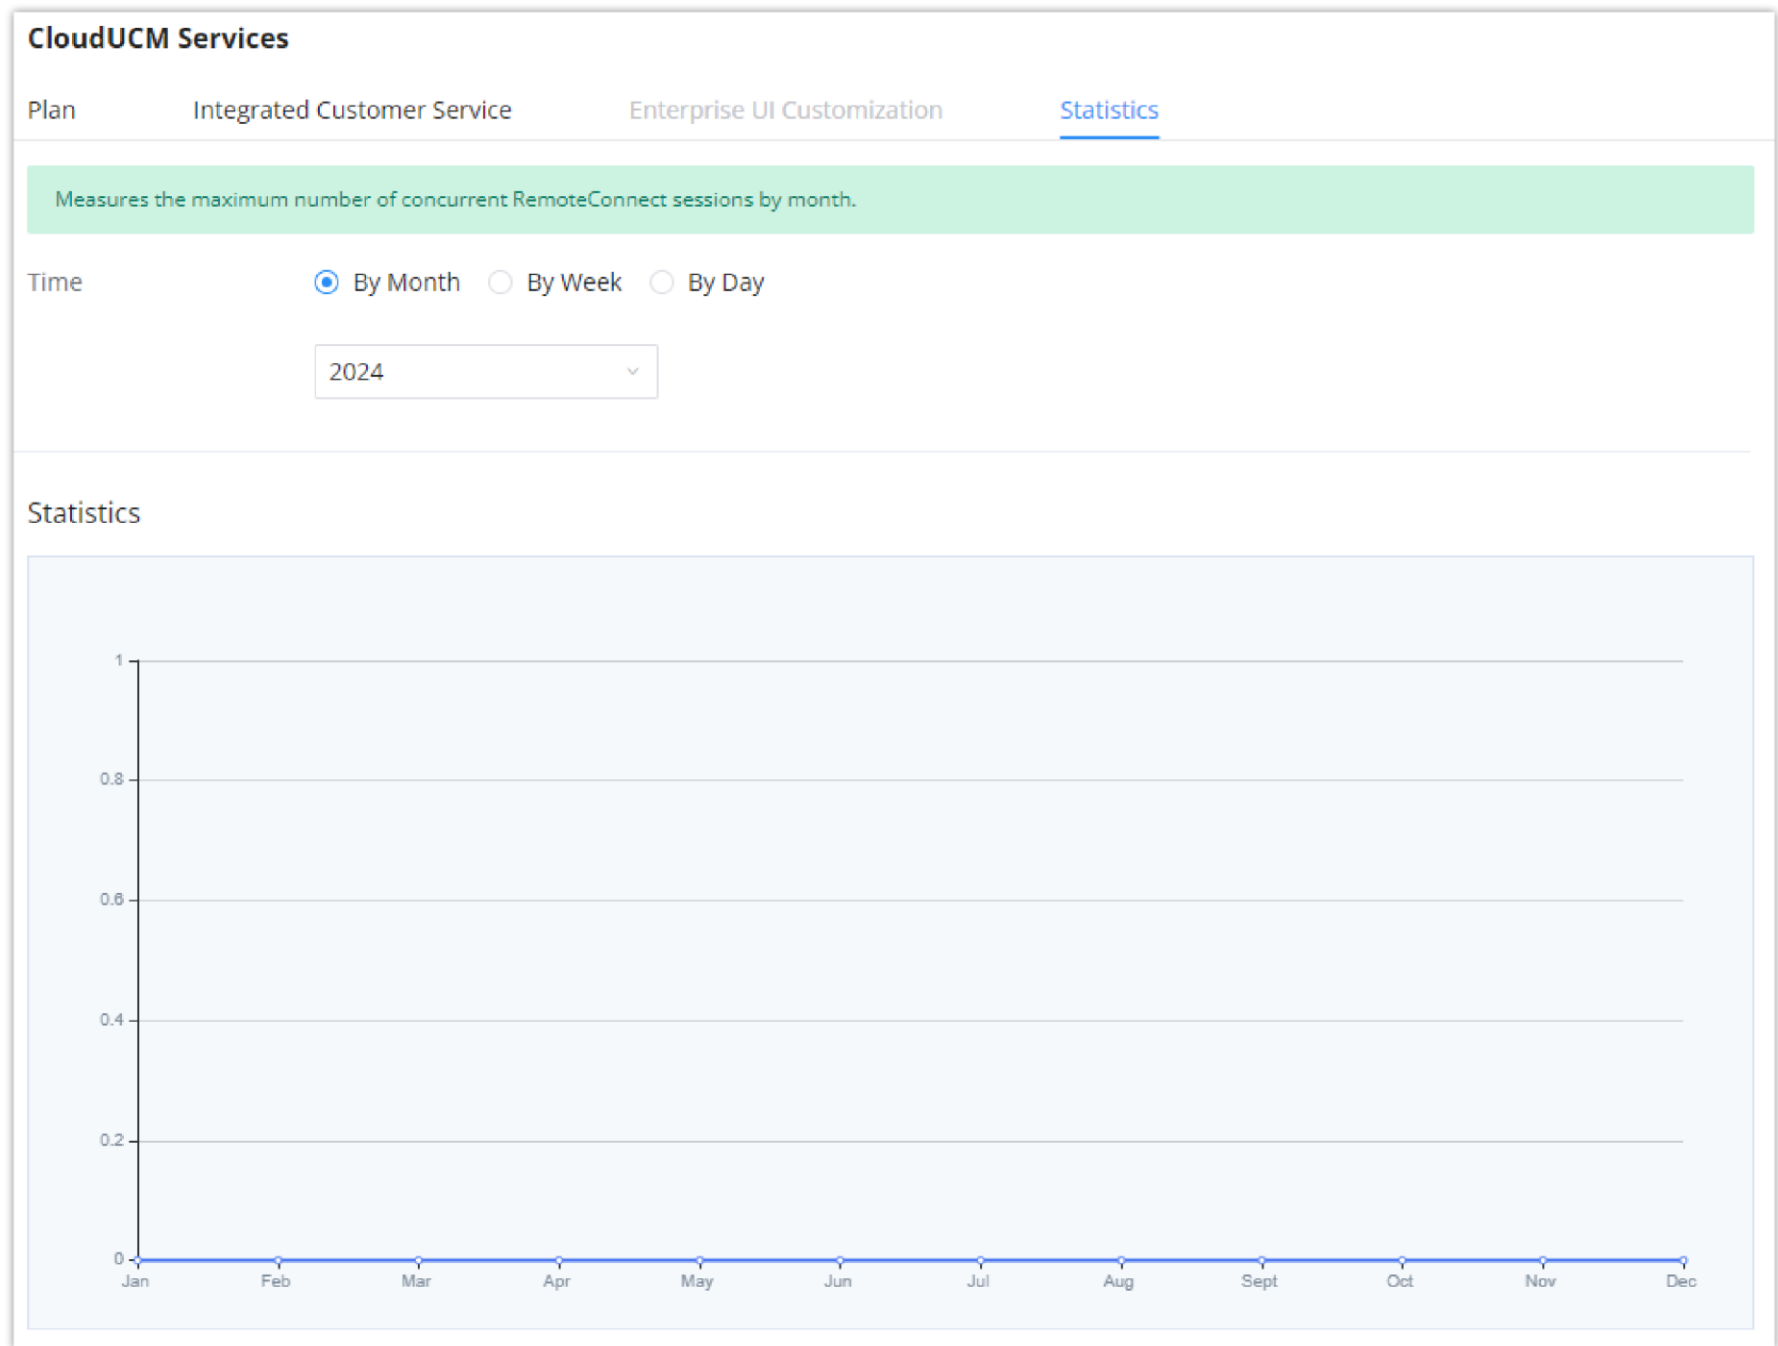 CloudUCM Services
Plan Integrated Customer Service Enterprise UI Customization Statistics
Measures the maximum number of concurrent RemoteConnect sessions by month.
Time By Month By Week By Day
2024
Statistics
1
0.8
0.6
0.4
0.2
0
Jan Feb Mar Apr May Jun Jul Aug Sept Oct Nov Dec